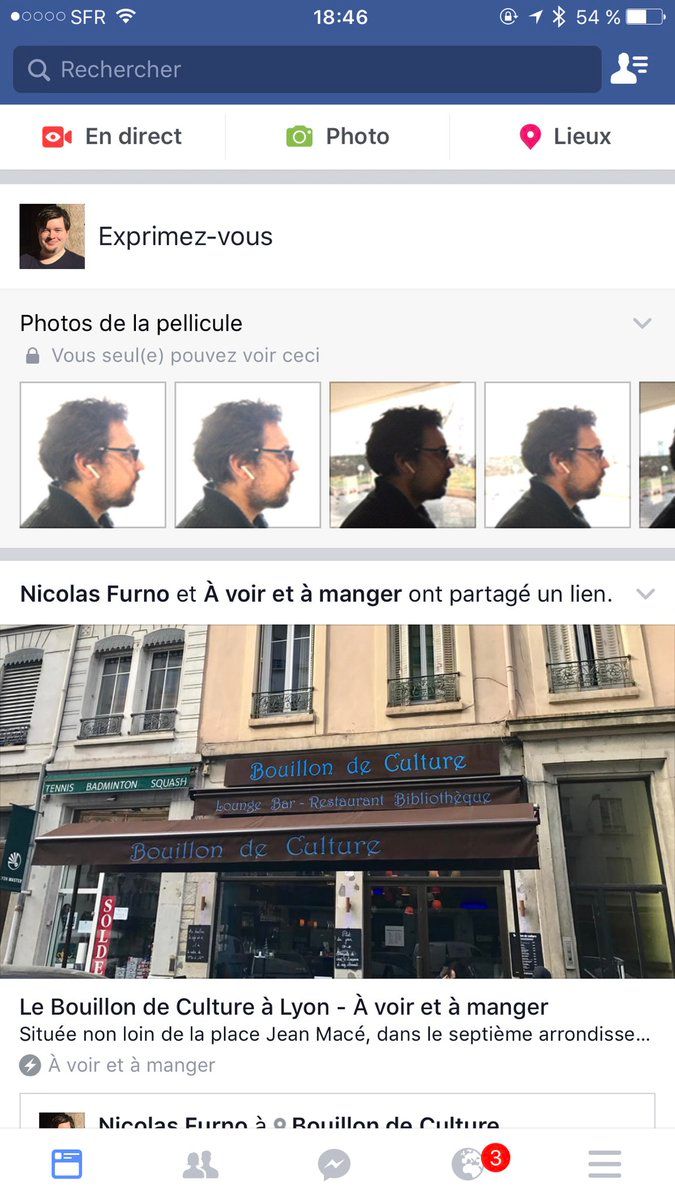 SFR 18:46 54 %
Rechercher
En direct Photo Lieux
Exprimez-vous
Photos de la pellicule
Vous seul(e) pouvez voir ceci
Nicolas Furno et À voir et à manger ont partagé un lien.
Bouillon de Culture
TENNIS BADMINTON SQUASH
Lounge Bar - Restaurant Bibliothèque
Bouillon de Culture
SOLDE
Le Bouillon de Culture à Lyon - À voir et à manger
Située non loin de la place Jean Macé, dans le septième arrondisse...
À voir et à manger
Nicolas Furno à Bouillon de Culture
3